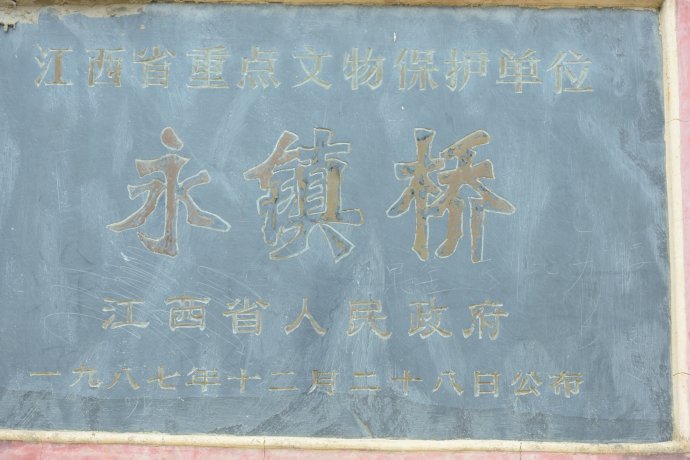 江西省重点文物保护单位
永镇桥
江西省人民政府
一九八七年十二月二十八日公布